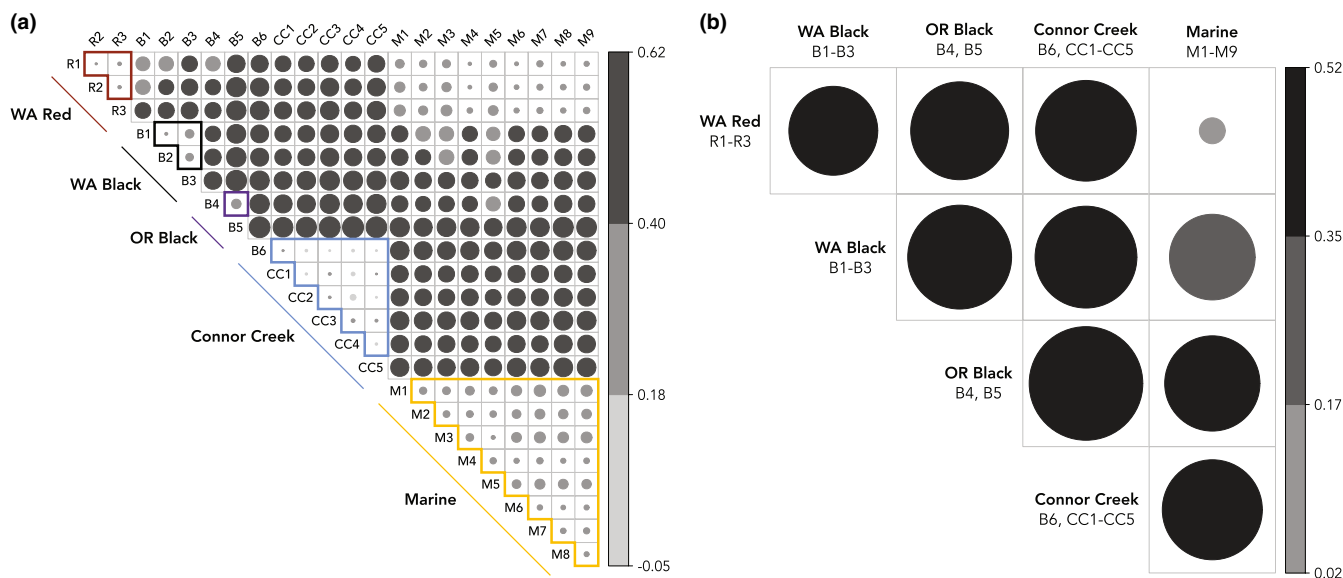 (a)
R2 R3 B1 B2 B3 B4 B5 B6 CC1 CC2 CC3 CC4 CC5 M1 M2 M3 M4 M5 M6 M7 M8 M9
R1
R2
R3
B1
B2
B3
B4
B5
B6
CC1
CC2
CC3
CC4
CC5
M1
M2
M3
M4
M5
M6
M7
M8
WA Red
WA Black
OR Black
Connor Creek
Marine
0.62
0.40
0.18
-0.05
(b)
WA Black OR Black Connor Creek Marine
B1-B3 B4, B5 B6, CC1-CC5 M1-M9
WA Red
R1-R3
WA Black
B1-B3
OR Black
B4, B5
Connor Creek
B6, CC1-CC5
0.52
0.35
0.17
0.02